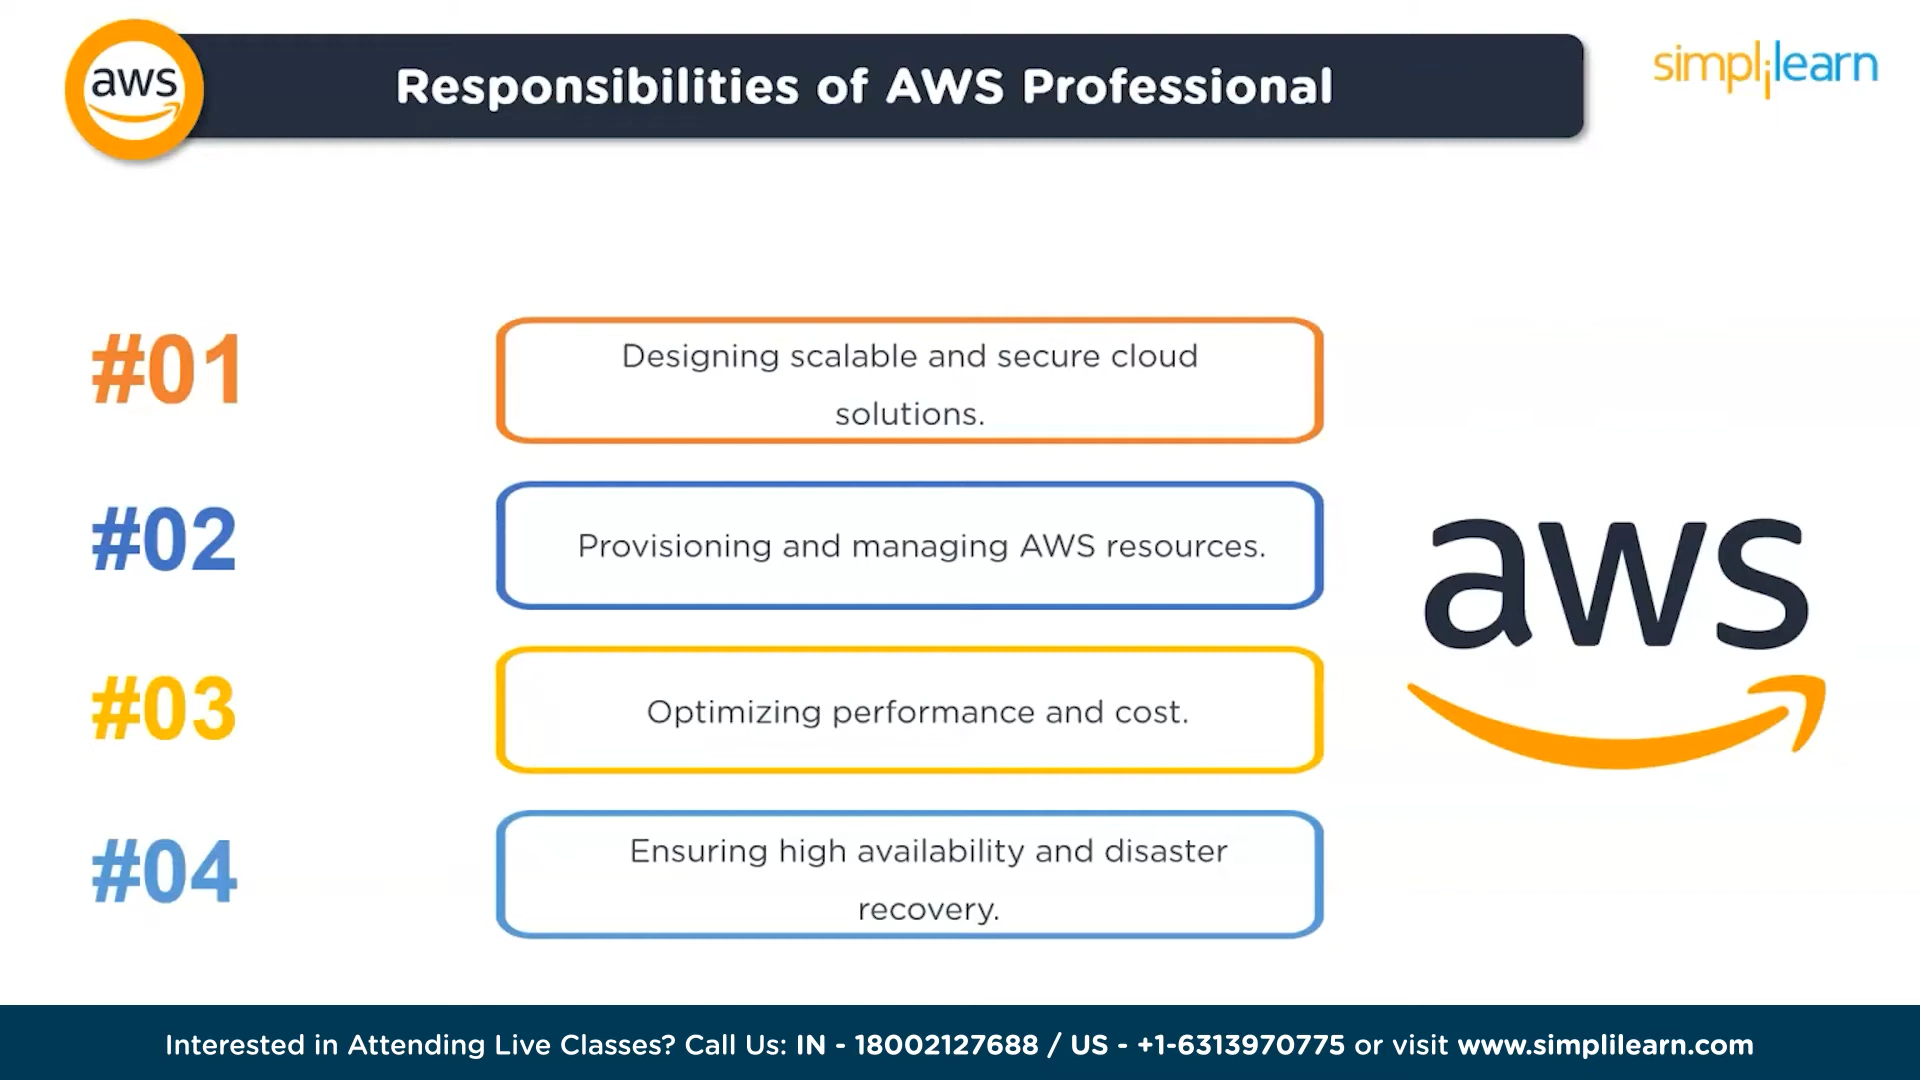 aws
Responsibilities of AWS Professional
simplilearn
#01
Designing scalable and secure cloud
solutions.
#02
Provisioning and managing AWS resources.
#03
Optimizing performance and cost.
#04
Ensuring high availability and disaster
recovery.
aws
Interested in Attending Live Classes? Call Us: IN - 18002127688 / US - +1-6313970775 or visit www.simplilearn.com